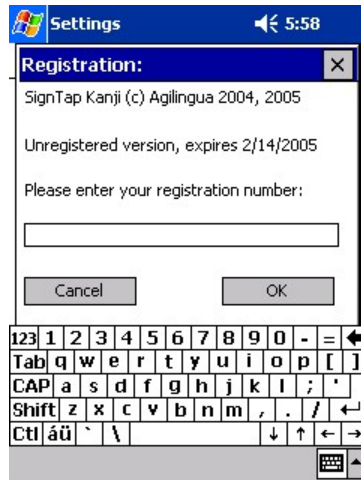 Settings 5:58
Registration:
SignTap Kanji (c) Agilingua 2004, 2005
Unregistered version, expires 2/14/2005
Please enter your registration number:
Cancel OK
123 1 2 3 4 5 6 7 8 9 0 - =
Tab q w e r t y u i o p [ ]
CAP a s d f g h j k l ; '
Shift z x c v b n m , . /
Ctl áü ` \